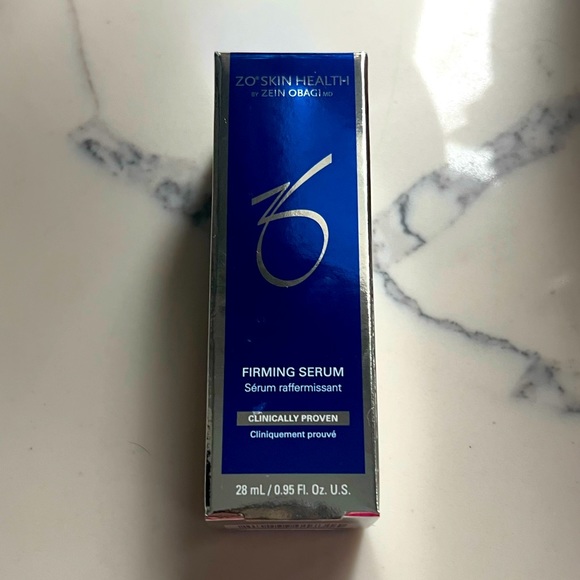 ZO® SKIN HEALTH
BY ZEIN OBAGI MD
FIRMING SERUM
Sérum raffermissant
CLINICALLY PROVEN
Cliniquement prouvé
28 mL / 0.95 Fl. Oz. U.S.